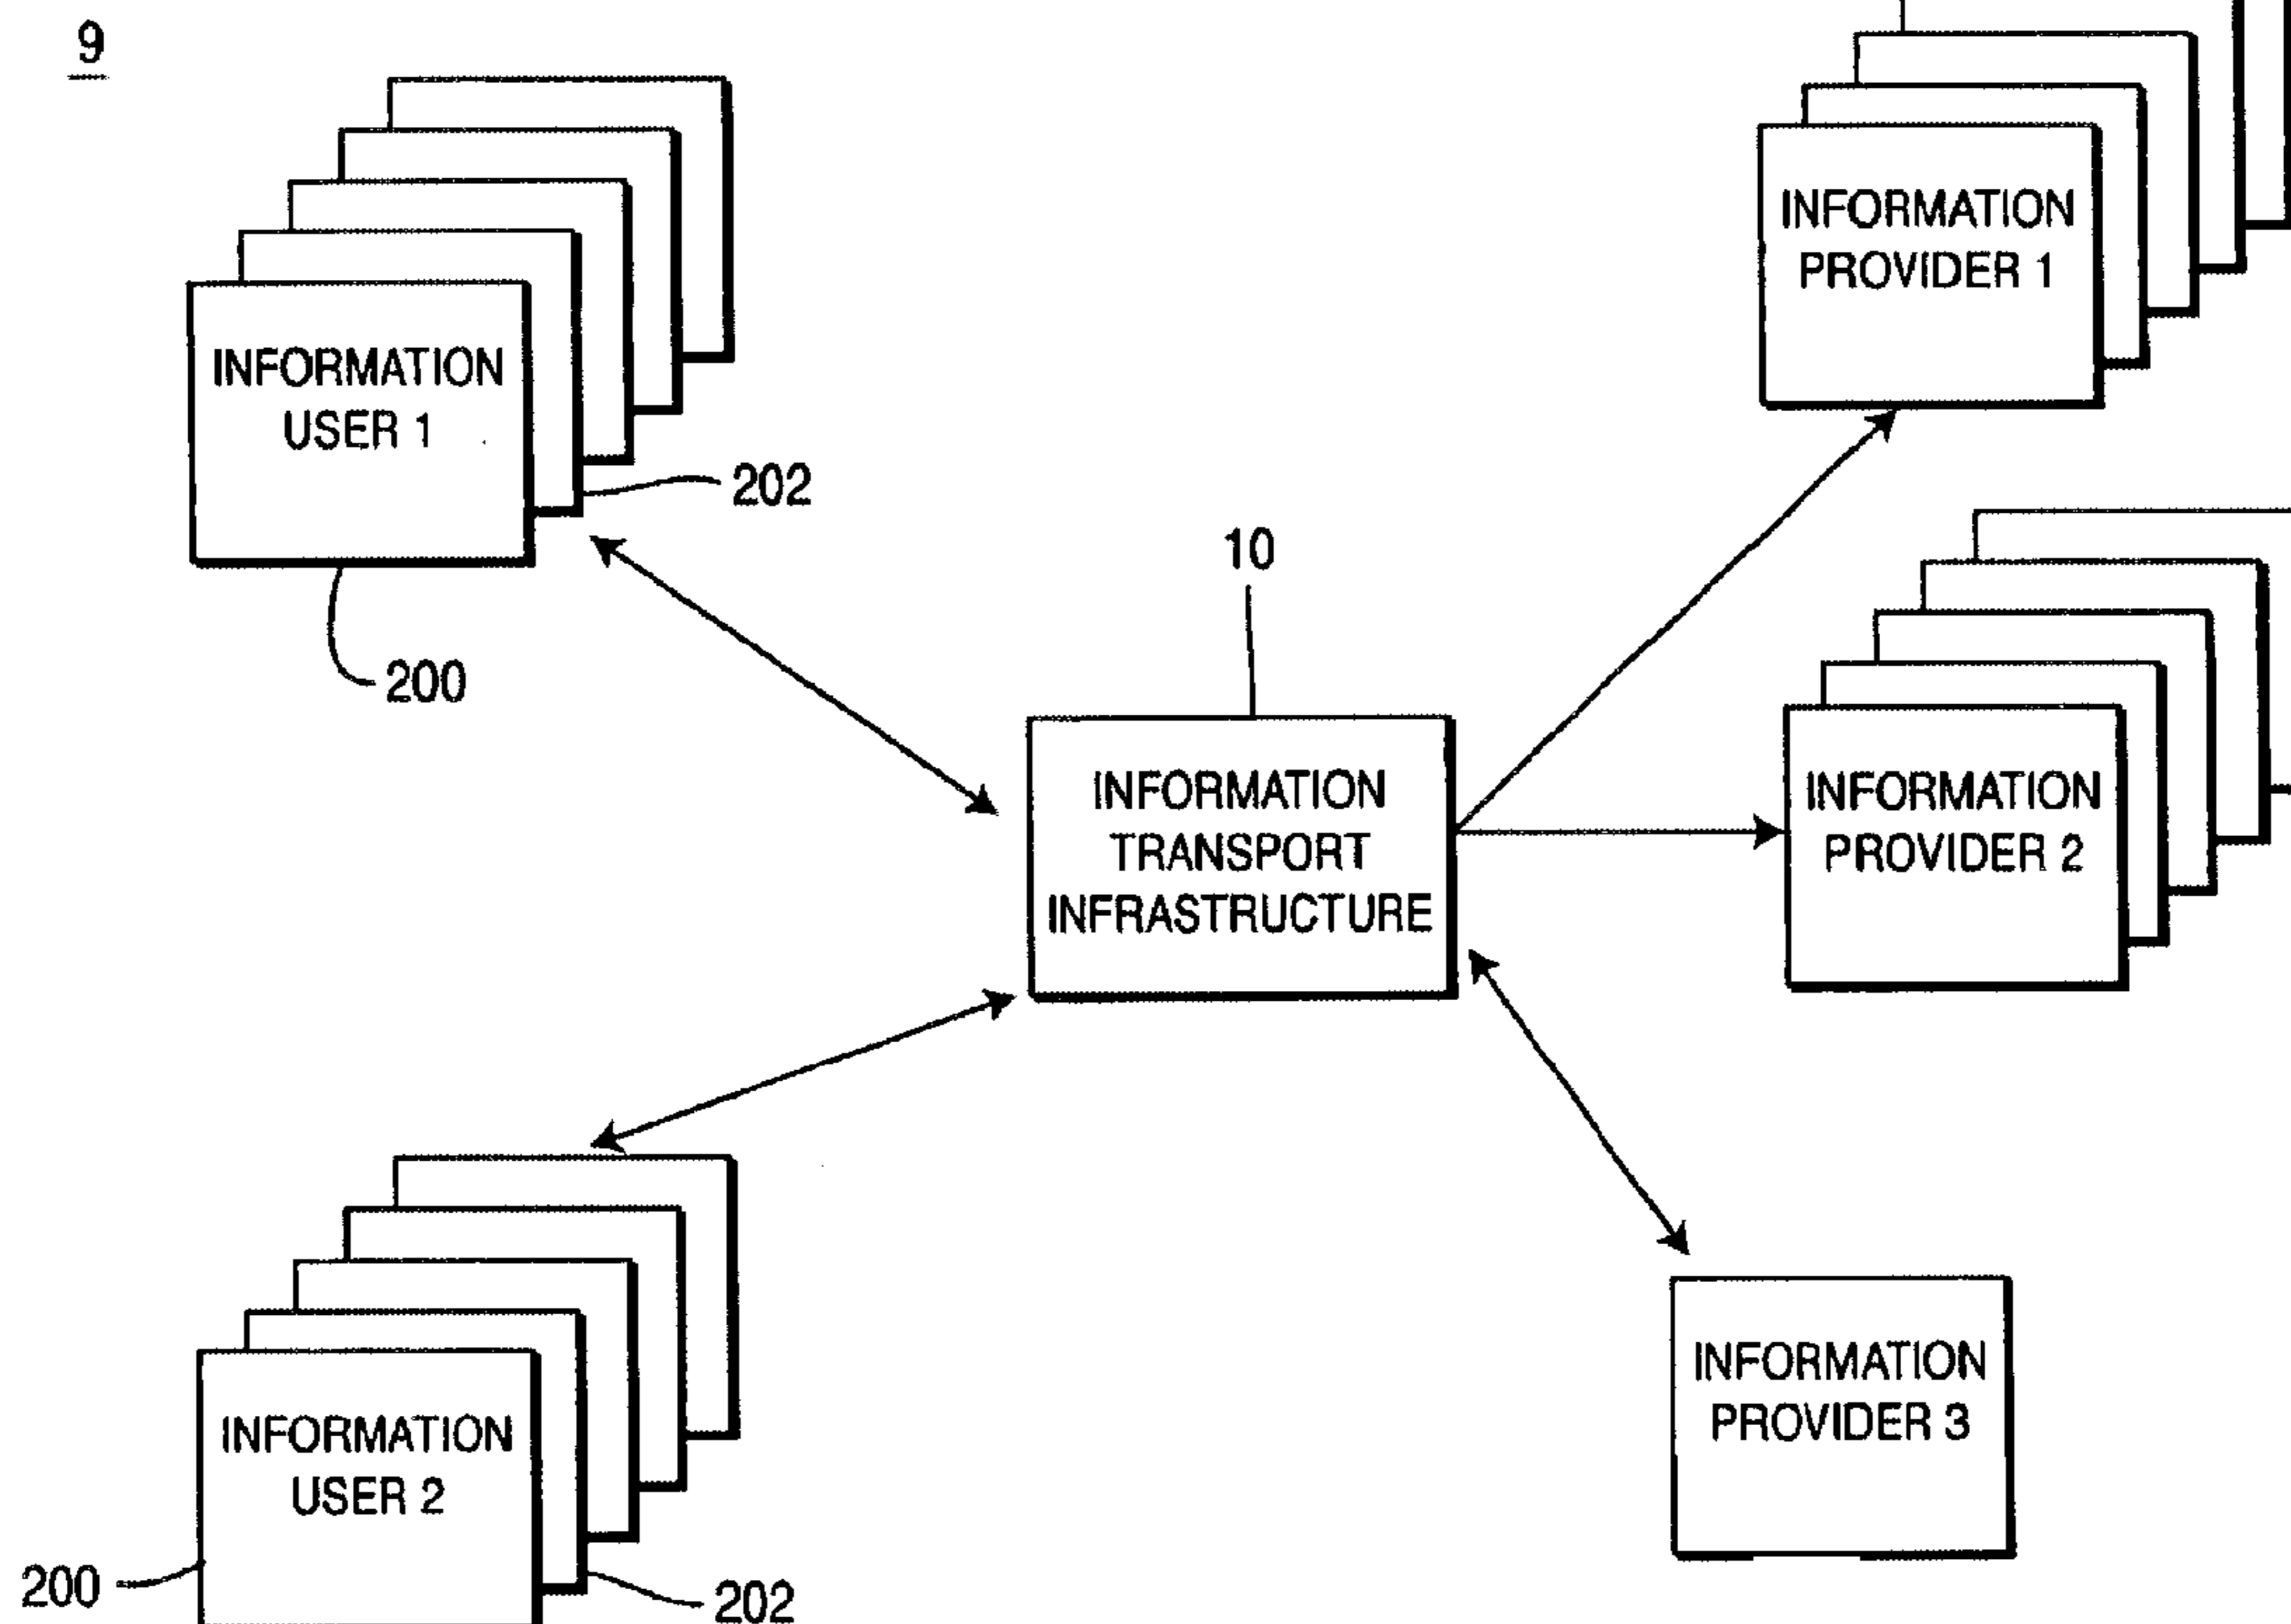 9
INFORMATION
USER 1
202
200
INFORMATION
PROVIDER 1
10
INFORMATION
TRANSPORT
INFRASTRUCTURE
INFORMATION
PROVIDER 2
INFORMATION
USER 2
200
202
INFORMATION
PROVIDER 3